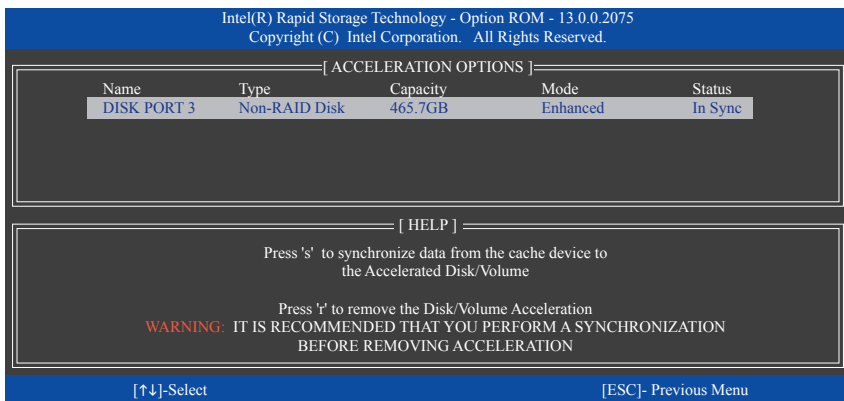 Intel(R) Rapid Storage Technology - Option ROM - 13.0.0.2075
Copyright (C) Intel Corporation. All Rights Reserved.
[ ACCELERATION OPTIONS ]
Name Type Capacity Mode Status
DISK PORT 3 Non-RAID Disk 465.7GB Enhanced In Sync
[ HELP ]
Press 's' to synchronize data from the cache device to
the Accelerated Disk/Volume
Press 'r' to remove the Disk/Volume Acceleration
WARNING: IT IS RECOMMENDED THAT YOU PERFORM A SYNCHRONIZATION
BEFORE REMOVING ACCELERATION
[↑↓]-Select [ESC]- Previous Menu